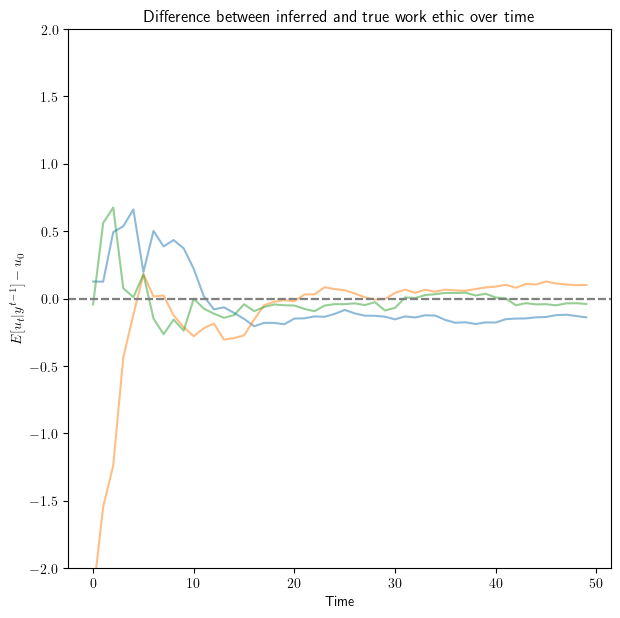 Difference between inferred and true work ethic over time
2.0
1.5
1.0
0.5
0.0
−0.5
−1.0
−1.5
−2.0
E[u_t|y^{t−1}] − u_0
0 10 20 30 40 50
Time